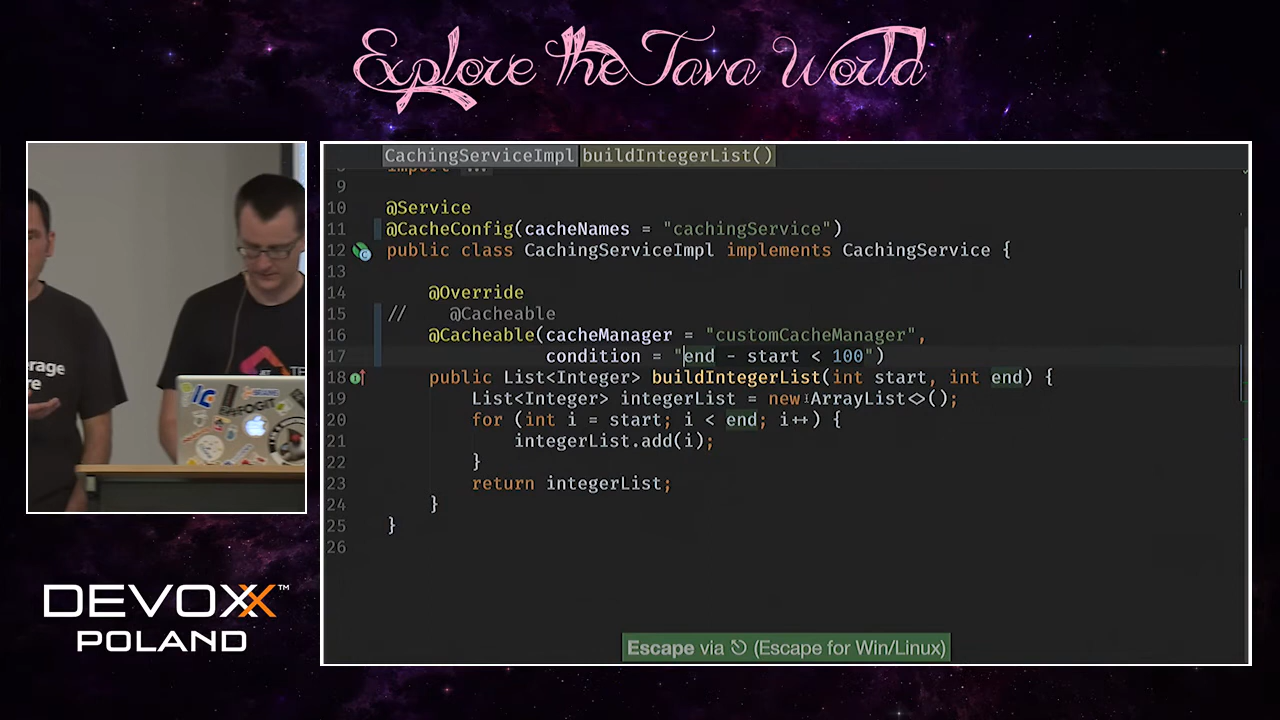 Explore the Java World
CachingServiceImpl buildIntegerList()
import ...
9
10 @Service
11 @CacheConfig(cacheNames = "cachingService")
12 public class CachingServiceImpl implements CachingService {
13
14 @Override
15 // @Cacheable
16 @Cacheable(cacheManager = "customCacheManager",
17 condition = "end - start < 100")
18 public List<Integer> buildIntegerList(int start, int end) {
19 List<Integer> integerList = new ArrayList<>();
20 for (int i = start; i < end; i++) {
21 integerList.add(i);
22 }
23 return integerList;
24 }
25 }
26
Escape via ⎋ (Escape for Win/Linux)
DEVOXX™
POLAND